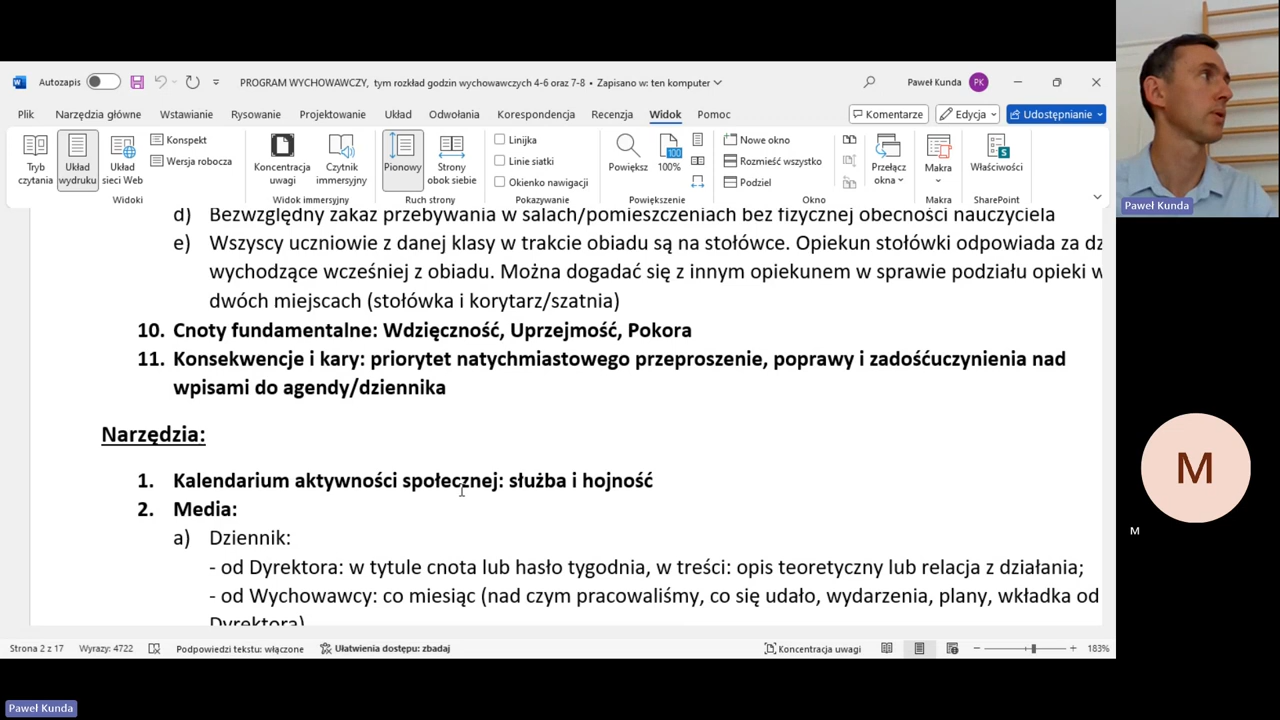 Autozapis
PROGRAM WYCHOWAWCZY, tym rozkład godzin wychowawczych 4-6 oraz 7-8 • Zapisano w: ten komputer
Paweł Kunda PK
Plik Narzędzia główne Wstawianie Rysowanie Projektowanie Układ Odwołania Korespondencja Recenzja Widok Pomoc Komentarze Edycja Udostępnianie
Tryb czytania
Układ wydruku
Układ sieci Web
Konspekt
Wersja robocza
Widoki
Koncentracja uwagi
Czytnik immersyjny
Widok immersyjny
Pionowy
Strony obok siebie
Ruch strony
Linijka
Linie siatki
Okienko nawigacji
Pokazywanie
Powiększ
100
100%
Powiększenie
Nowe okno
Rozmieść wszystko
Podziel
Przełącz okna
Okno
Makra
Makra
Właściwości
SharePoint
d) Bezwzględny zakaz przebywania w salach/pomieszczeniach bez fizycznej obecności nauczyciela
e) Wszyscy uczniowie z danej klasy w trakcie obiadu są na stołówce. Opiekun stołówki odpowiada za dz
wychodzące wcześniej z obiadu. Można dogadać się z innym opiekunem w sprawie podziału opieki w
dwóch miejscach (stołówka i korytarz/szatnia)
10. Cnoty fundamentalne: Wdzięczność, Uprzejmość, Pokora
11. Konsekwencje i kary: priorytet natychmiastowego przeproszenie, poprawy i zadośćuczynienia nad
wpisami do agendy/dziennika
Narzędzia:
1. Kalendarium aktywności społecznej: służba i hojność
2. Media:
a) Dziennik:
- od Dyrektora: w tytule cnota lub hasło tygodnia, w treści: opis teoretyczny lub relacja z działania;
- od Wychowawcy: co miesiąc (nad czym pracowaliśmy, co się udało, wydarzenia, plany, wkładka od
Dyrektora)
Strona 2 z 17 Wyrazy: 4722 Podpowiedzi tekstu: włączone Ułatwienia dostępu: zbadaj Koncentracja uwagi 183%
Paweł Kunda
M
M
Paweł Kunda